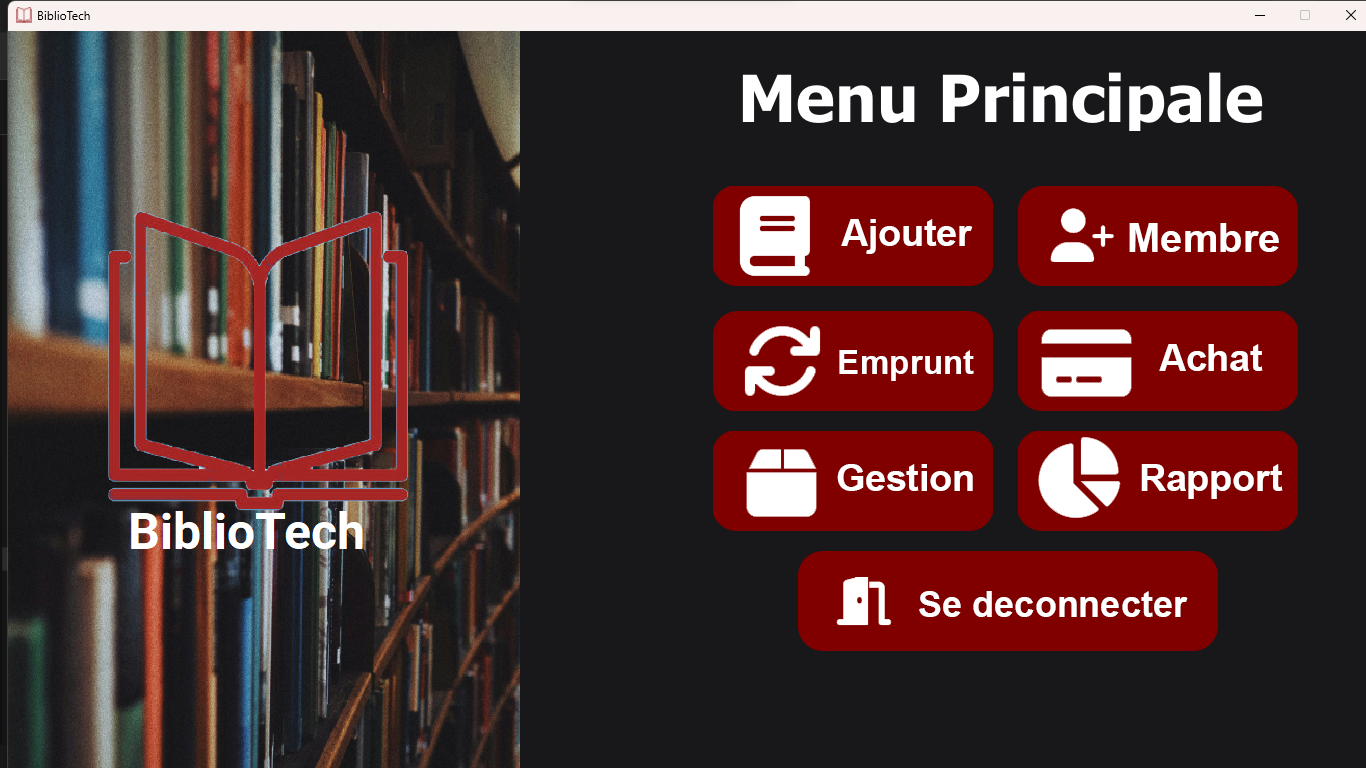 BiblioTech
Menu Principale
Ajouter
Membre
Emprunt
Achat
Gestion
Rapport
Se deconnecter
BiblioTech